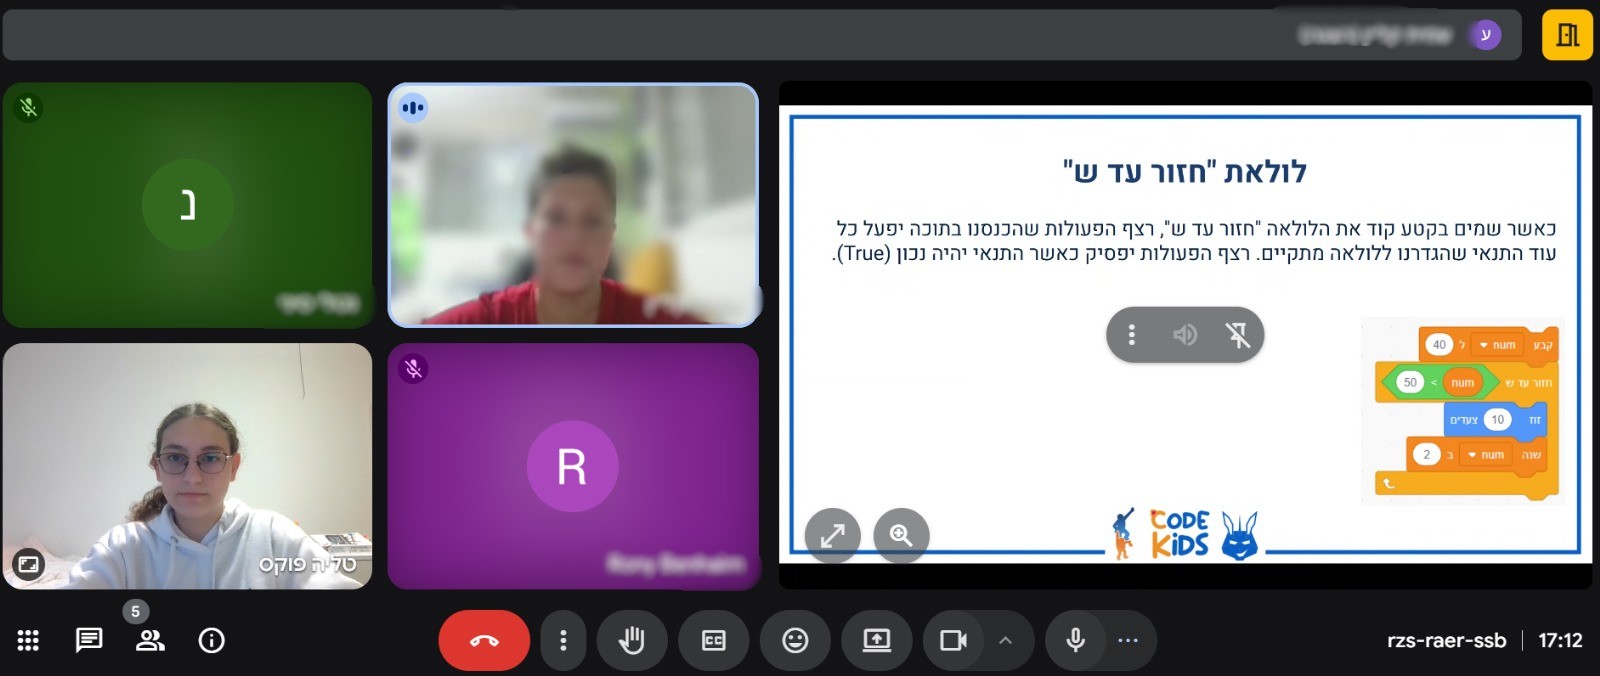 ע
נ
טליה פוקס
R
לולאת "חזור עד ש"
כאשר שמים בקטע קוד את הלולאה "חזור עד ש", רצף הפעולות שהכנסנו בתוכה יפעל כל
עוד התנאי שהגדרנו ללולאה מתקיים. רצף הפעולות יפסיק כאשר התנאי יהיה נכון (True).
קבע num ל 40
חזור עד ש num > 50
זוז 10 צעדים
שנה num ב 2
CODE
KIDS
5
CC
rzs-raer-ssb | 17:12